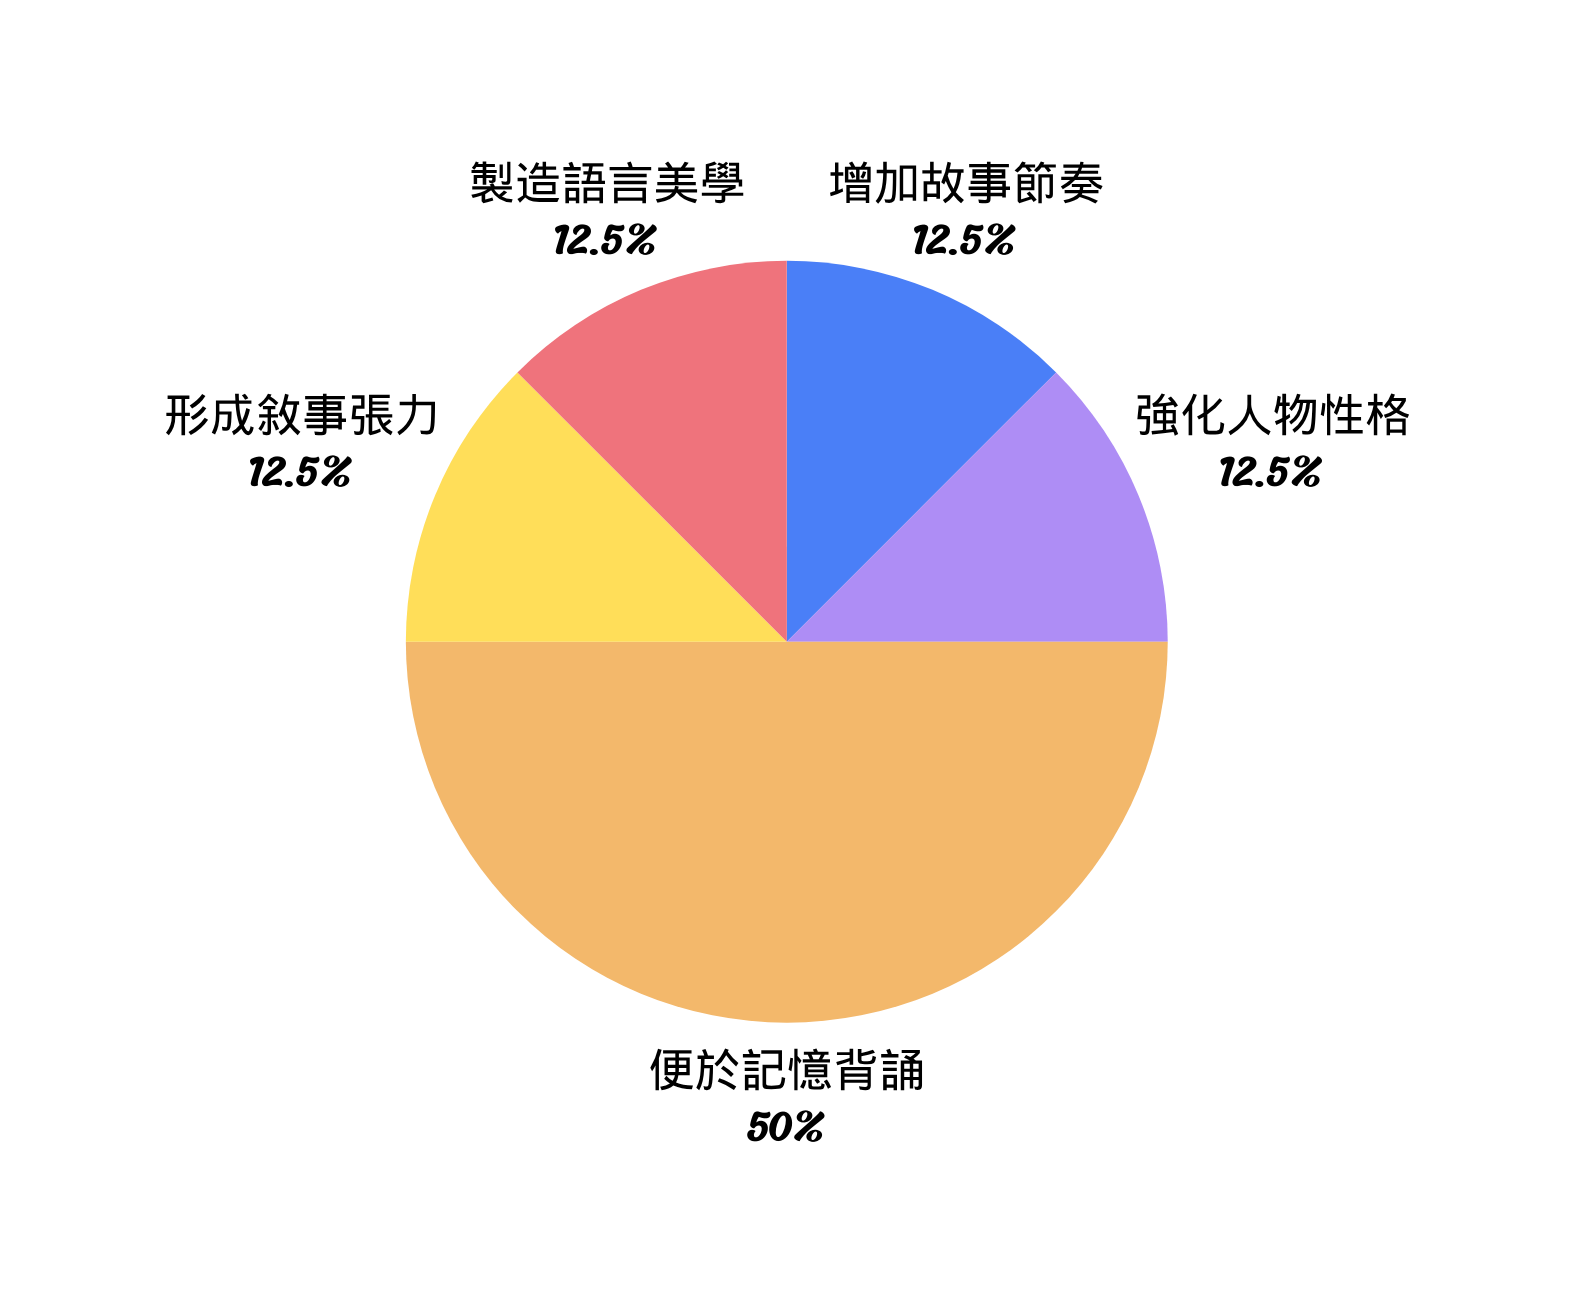 製造語言美學
12.5%
增加故事節奏
12.5%
形成敘事張力
12.5%
強化人物性格
12.5%
便於記憶背誦
50%